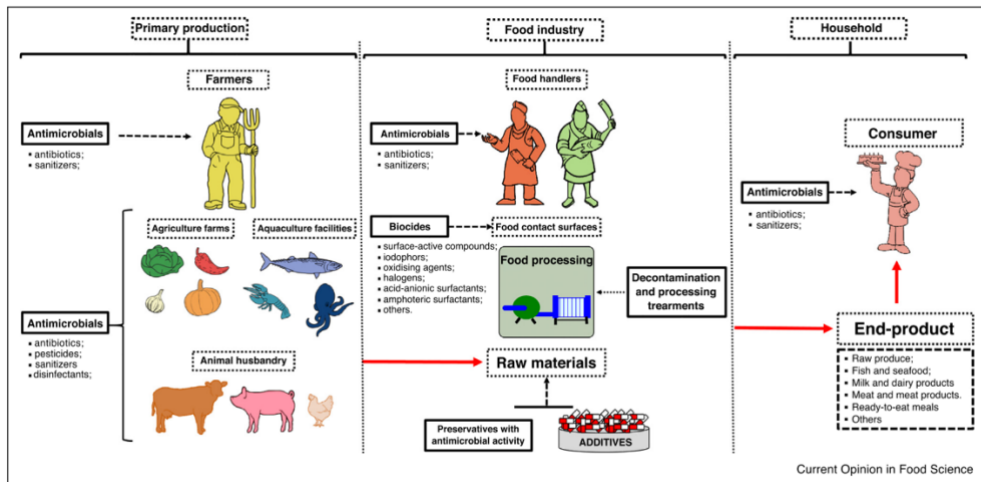 Primary production
Farmers
Antimicrobials
▪ antibiotics;
▪ sanitizers;
Agriculture farms
Aquaculture facilities
Antimicrobials
▪ antibiotics;
▪ pesticides;
▪ sanitizers
▪ disinfectants;
Animal husbandry
Food industry
Food handlers
Antimicrobials
▪ antibiotics;
▪ sanitizers;
Biocides
▪ surface-active compounds;
▪ iodophors;
▪ oxidising agents;
▪ halogens;
▪ acid-anionic surfactants;
▪ amphoteric surfactants;
▪ others.
Food contact surfaces
Food processing
Decontamination
and processing
trearments
Raw materials
Preservatives with
antimicrobial activity
ADDITIVES
Household
Consumer
Antimicrobials
▪ antibiotics;
▪ sanitizers;
End-product
▪ Raw produce;
▪ Fish and seafood;
▪ Milk and dairy products
▪ Meat and meat products.
▪ Ready-to-eat meals
▪ Others
Current Opinion in Food Science